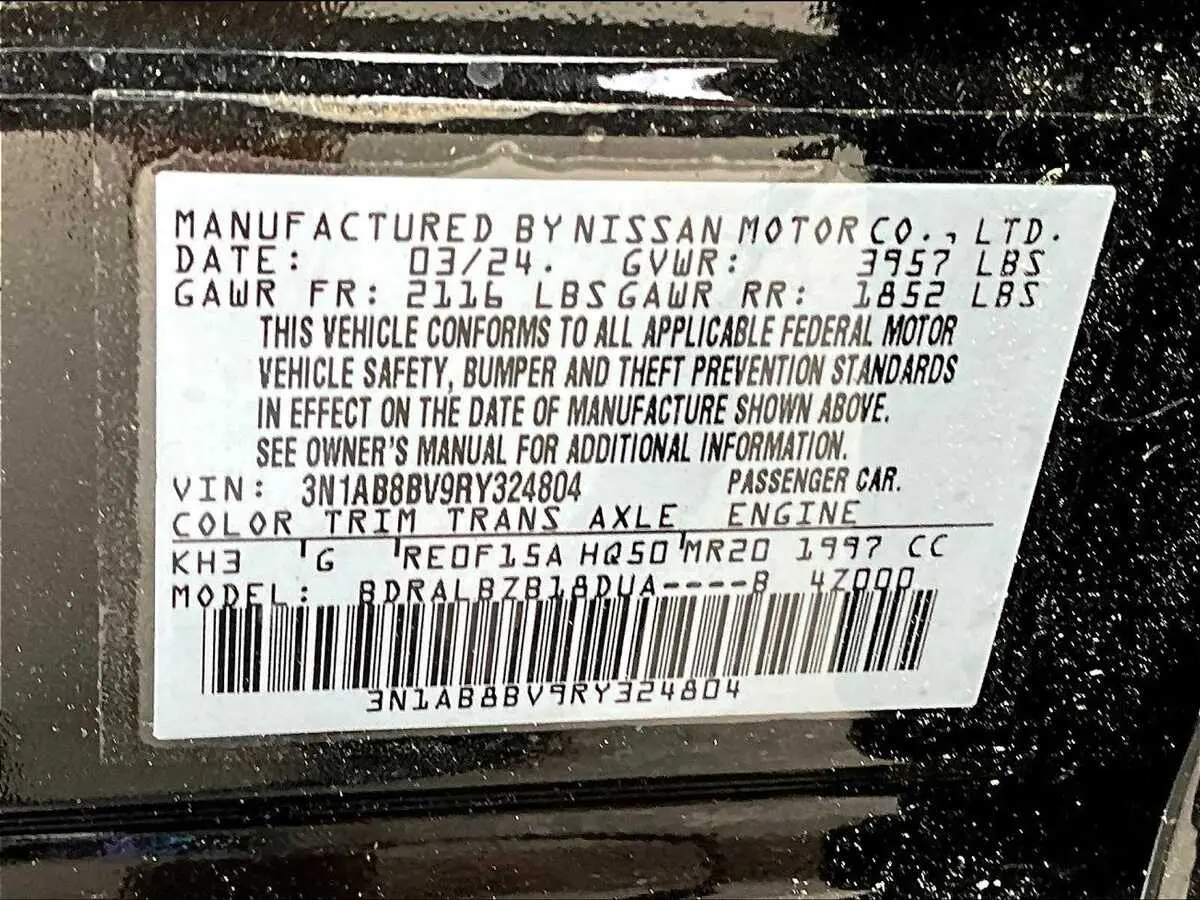 MANUFACTURED BY NISSAN MOTOR CO., LTD.
DATE: 03/24. GVWR: 3957 LBS
GAWR FR: 2116 LBS GAWR RR: 1852 LBS
THIS VEHICLE CONFORMS TO ALL APPLICABLE FEDERAL MOTOR
VEHICLE SAFETY, BUMPER AND THEFT PREVENTION STANDARDS
IN EFFECT ON THE DATE OF MANUFACTURE SHOWN ABOVE.
SEE OWNER'S MANUAL FOR ADDITIONAL INFORMATION.
VIN: 3N1AB8BV9RY324804 PASSENGER CAR.
COLOR TRIM TRANS AXLE ENGINE
KH3 G RE0F15A HQ50 MR20 1997 CC
MODEL: BDRALBZB18DUA----B 4Z000
3N1AB8BV9RY324804